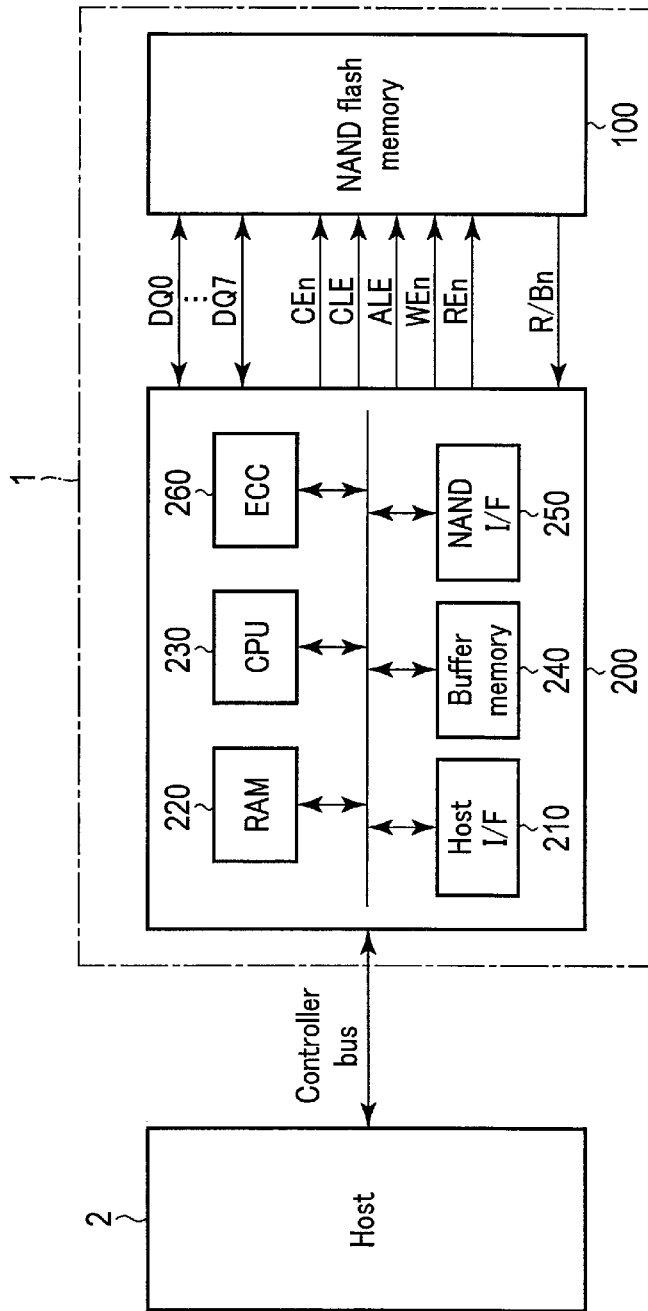 1
2
Host
Controller
bus
220
RAM
230
CPU
260
ECC
Host
I/F
210
Buffer
memory
240
NAND
I/F
250
200
DQ0
⋮
DQ7
CEn
CLE
ALE
WEn
REn
R/Bn
NAND flash
memory
100